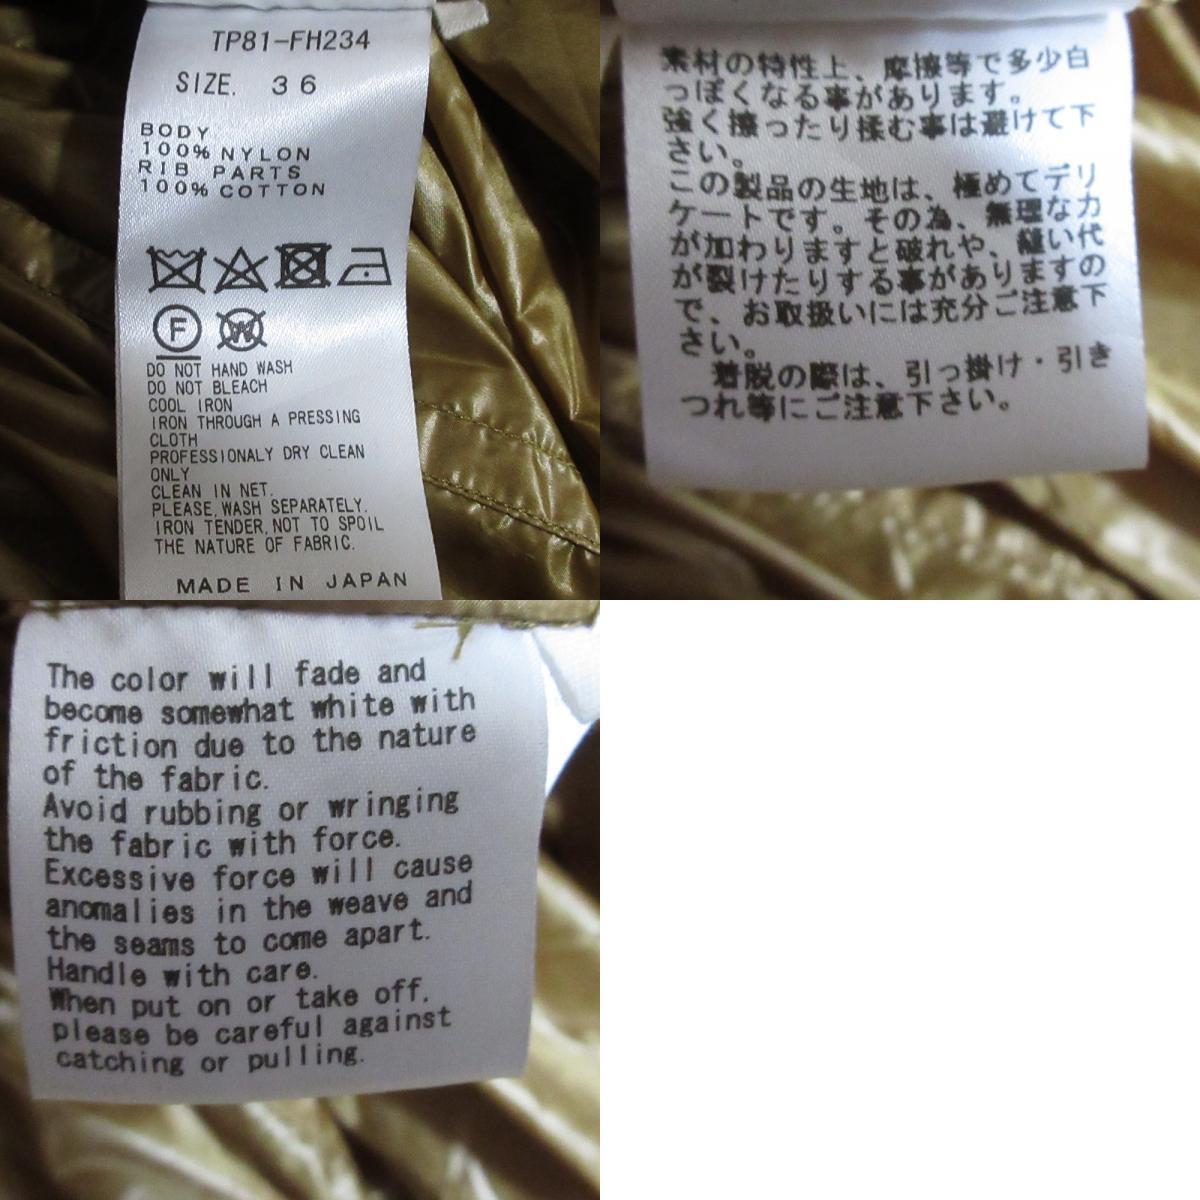 TP81-FH234
SIZE. 36
BODY
100% NYLON
RIB PARTS
100% COTTON
F
W
DO NOT HAND WASH
DO NOT BLEACH
COOL IRON
IRON THROUGH A PRESSING
CLOTH
PROFESSIONALY DRY CLEAN
ONLY
CLEAN IN NET.
PLEASE,WASH SEPARATELY.
IRON TENDER,NOT TO SPOIL
THE NATURE OF FABRIC.
MADE IN JAPAN
素材の特性上、摩擦等で多少白
っぽくなる事があります。
強く擦ったり揉む事は避けて下
さい。
この製品の生地は、極めてデリ
ケートです。その為、無理な力
が加わりますと破れや、縫い代
が裂けたりする事がありますの
で、お取扱いには充分ご注意下
さい。
着脱の際は、引っ掛け・引き
つれ等にご注意下さい。
The color will fade and
become somewhat white with
friction due to the nature
of the fabric.
Avoid rubbing or wringing
the fabric with force.
Excessive force will cause
anomalies in the weave and
the seams to come apart.
Handle with care.
When put on or take off,
please be careful against
catching or pulling.